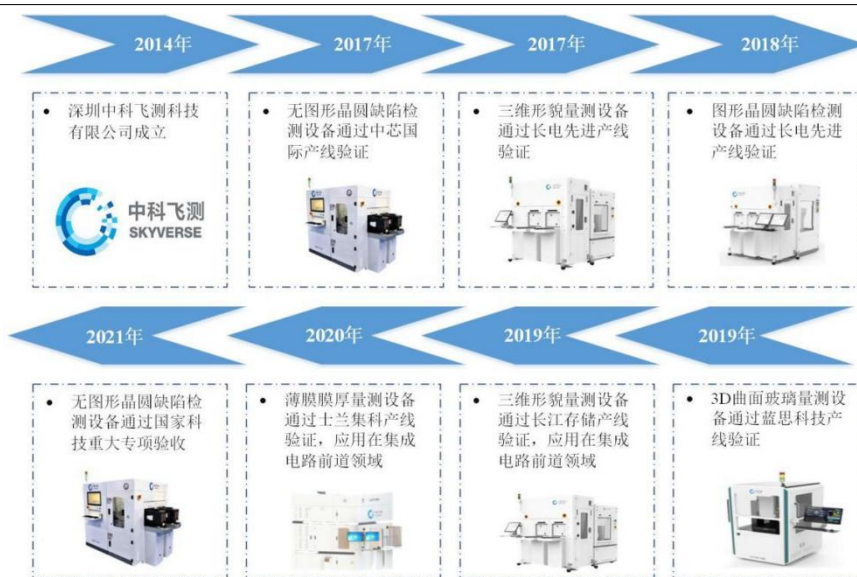 2014年
2017年
2017年
2018年
• 深圳中科飞测科技
有限公司成立
中科飞测
SKYVERSE
• 无图形晶圆缺陷检
测设备通过中芯国
际产线验证
• 三维形貌量测设备
通过长电先进产线
验证
• 图形晶圆缺陷检测
设备通过长电先进
产线验证
2021年
2020年
2019年
2019年
• 无图形晶圆缺陷检
测设备通过国家科
技重大专项验收
• 薄膜膜厚量测设备
通过士兰集科产线
验证，应用在集成
电路前道领域
• 三维形貌量测设备
通过长江存储产线
验证，应用在集成
电路前道领域
• 3D曲面玻璃量测设
备通过蓝思科技产
线验证